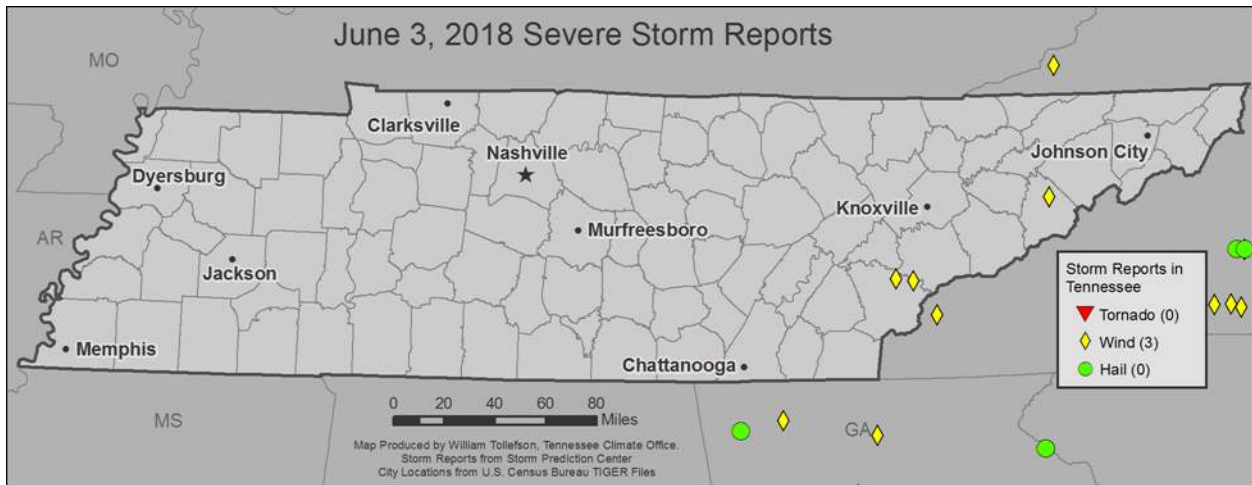 June 3, 2018 Severe Storm Reports
MO
Clarksville
Nashville
Johnson City
Dyersburg
Knoxville
AR
Murfreesboro
Jackson
Storm Reports in
Tennessee
Tornado (0)
Wind (3)
Hail (0)
Memphis
Chattanooga
0 20 40 60 80
Miles
MS
GA
Map Produced by William Tollefson, Tennessee Climate Office.
Storm Reports from Storm Prediction Center
City Locations from U.S. Census Bureau TIGER Files